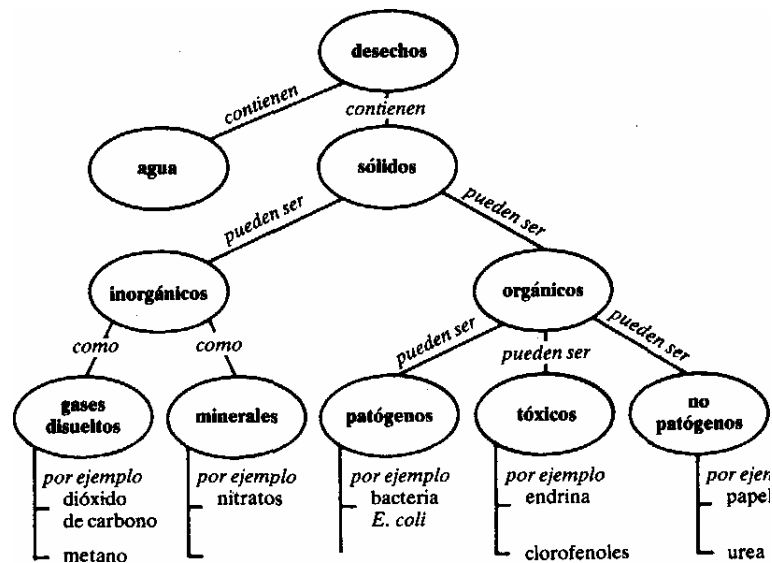 desechos
contienen
contienen
agua
sólidos
pueden ser
pueden ser
inorgánicos
orgánicos
como
como
pueden ser
pueden ser
pueden ser
gases
disueltos
minerales
patógenos
tóxicos
no
patógenos
por ejemplo
dióxido
de carbono
metano
por ejemplo
nitratos
por ejemplo
bacteria
E. coli
por ejemplo
endrina
clorofenoles
por ejem
papel
urea